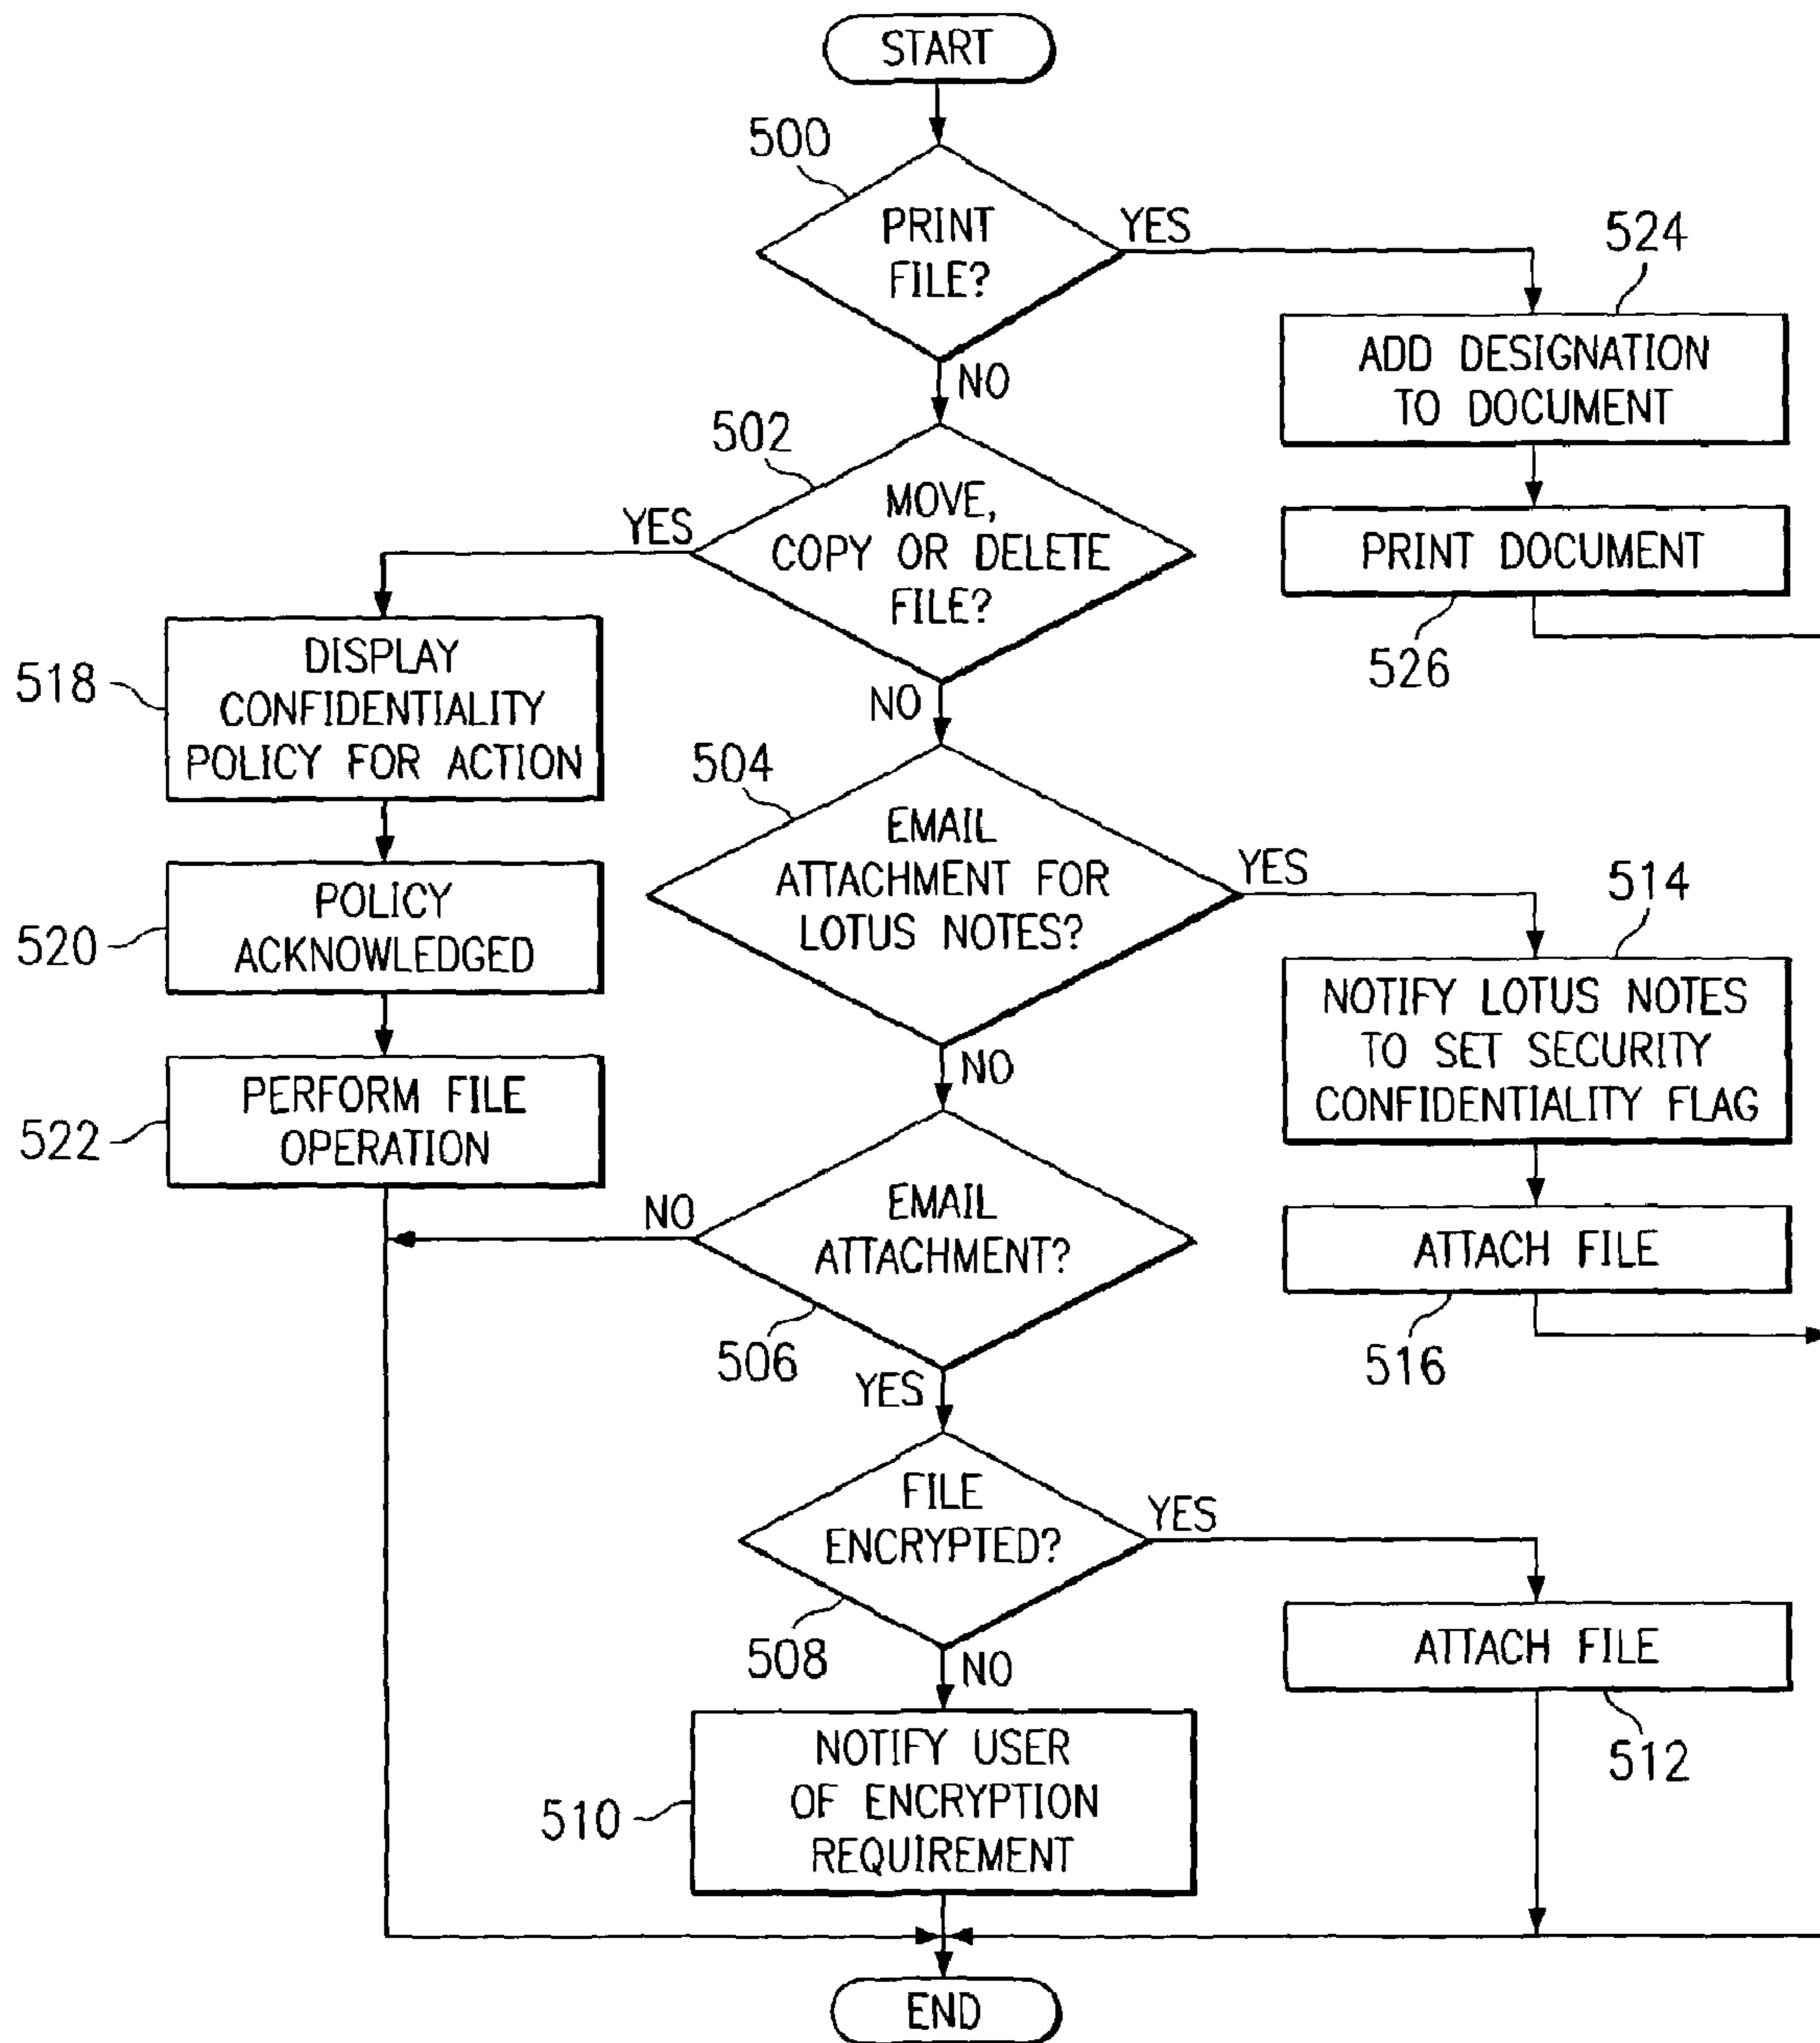 START
500
PRINT
FILE?
YES
NO
524
ADD DESIGNATION
TO DOCUMENT
PRINT DOCUMENT
526
502
MOVE,
COPY OR DELETE
FILE?
YES
NO
518
DISPLAY
CONFIDENTIALITY
POLICY FOR ACTION
520
POLICY
ACKNOWLEDGED
522
PERFORM FILE
OPERATION
504
EMAIL
ATTACHMENT FOR
LOTUS NOTES?
YES
NO
514
NOTIFY LOTUS NOTES
TO SET SECURITY
CONFIDENTIALITY FLAG
ATTACH FILE
516
EMAIL
ATTACHMENT?
NO
506
YES
FILE
ENCRYPTED?
YES
508
NO
ATTACH FILE
512
510
NOTIFY USER
OF ENCRYPTION
REQUIREMENT
END